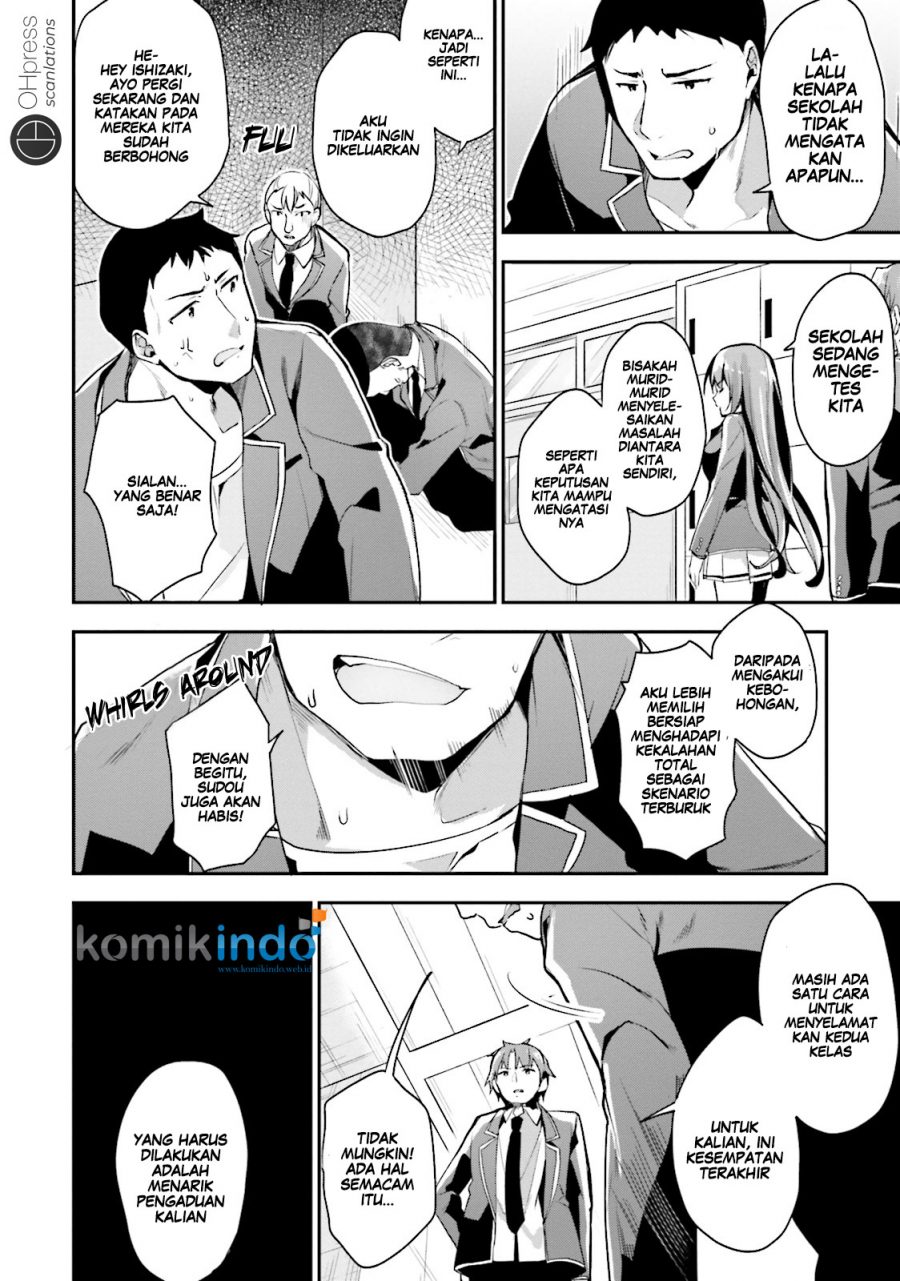 LA-
LALU
KENAPA
SEKOLAH
TIDAK
MENGATA
KAN
APAPUN...
KENAPA...
JADI
SEPERTI
INI...
AKU
TIDAK INGIN
DIKELUARKAN
FUU
HE-
HEY ISHIZAKI,
AYO PERGI
SEKARANG DAN
KATAKAN PADA
MEREKA KITA
SUDAH
BERBOHONG
SIALAN...
YANG BENAR
SAJA!
SEKOLAH
SEDANG
MENGE-
TES
KITA
BISAKAH
MURID-
MURID
MENYELE-
SAIKAN
MASALAH
DIANTARA
KITA
SENDIRI,
SEPERTI
APA
KEPUTUSAN
KITA MAMPU
MENGATASI
NYA
DARIPADA
MENGAKUI
KEBO-
HONGAN,
AKU LEBIH
MEMILIH
BERSIAP
MENGHADAPI
KEKALAHAN
TOTAL
SEBAGAI
SKENARIO
TERBURUK
WHIRLS AROUND
DENGAN
BEGITU,
SUDOU
JUGA AKAN
HABIS!
MASIH ADA
SATU CARA
UNTUK
MENYELAMAT
KAN KEDUA
KELAS
UNTUK
KALIAN, INI
KESEMPATAN
TERAKHIR
TIDAK
MUNGKIN!
ADA HAL
SEMACAM
ITU...
YANG HARUS
DILAKUKAN
ADALAH
MENARIK
PENGADUAN
KALIAN
OHpress
scanlations
komikindo
www.komikindo.web.id